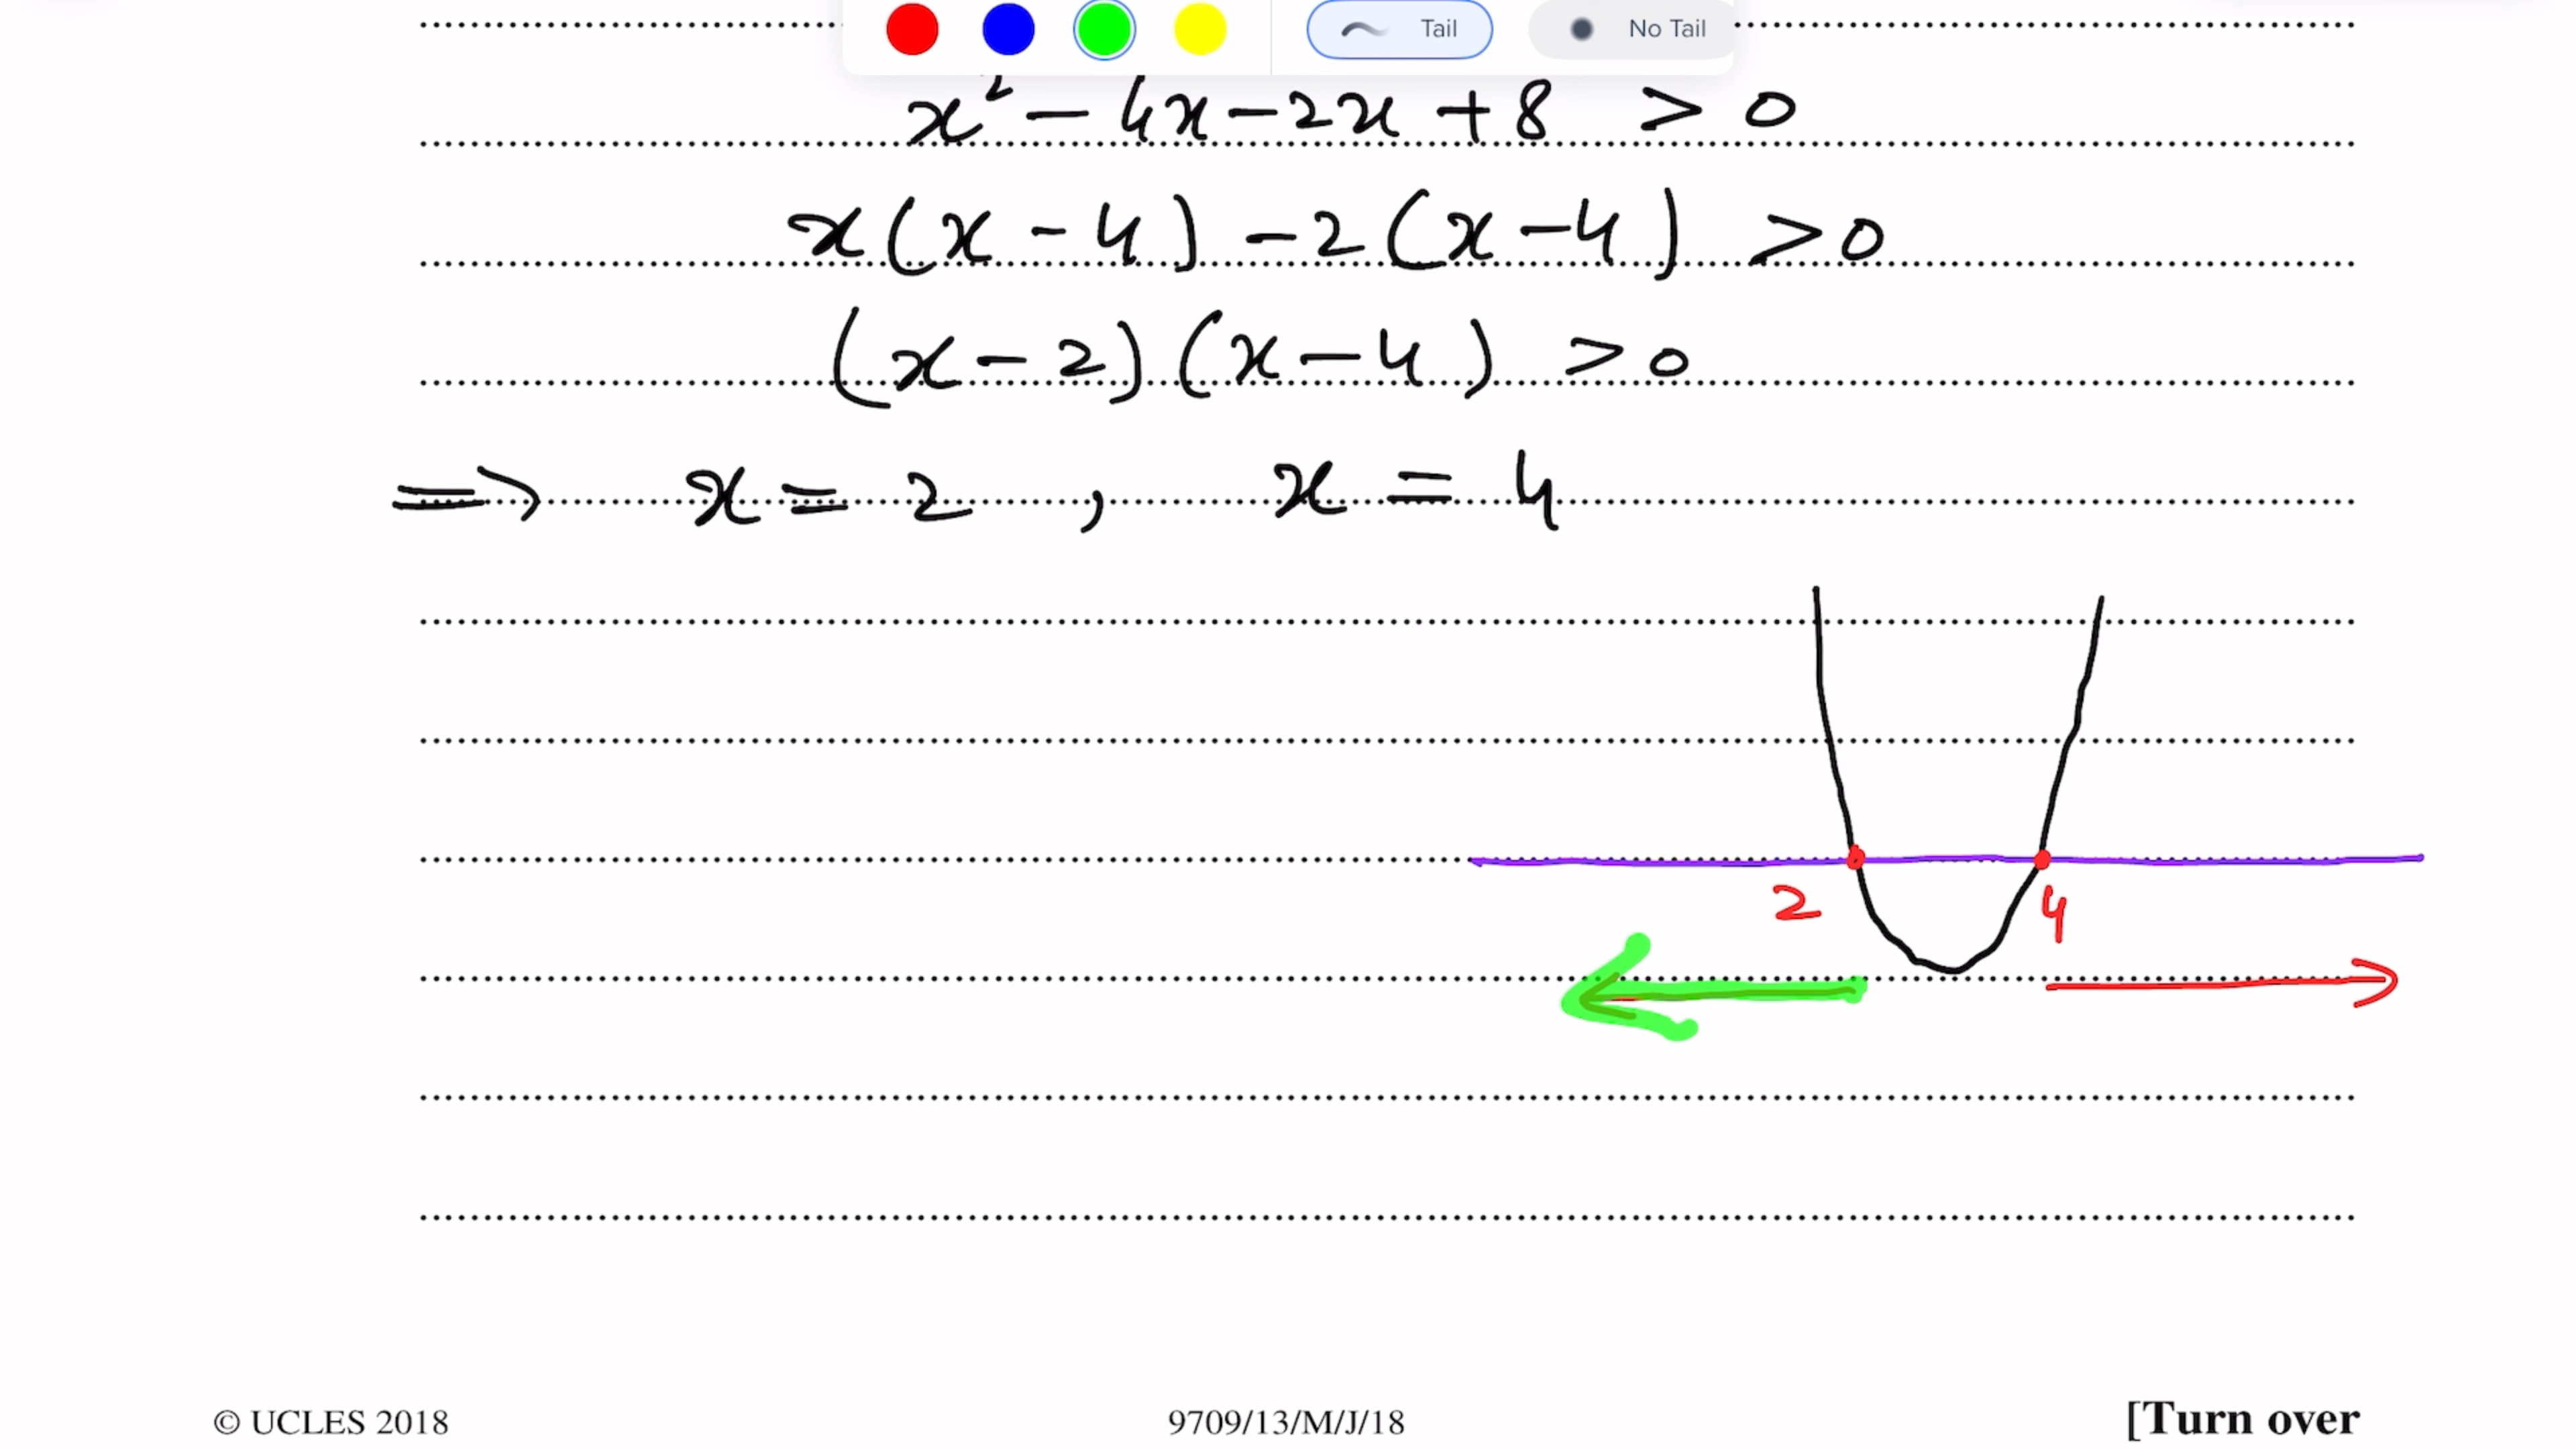 Tail No Tail
x² - 4x - 2x + 8 > 0
x(x - 4) - 2(x - 4) > 0
(x - 2)(x - 4) > 0
⇒ x = 2 , x = 4
2 4
© UCLES 2018 9709/13/M/J/18 [Turn over